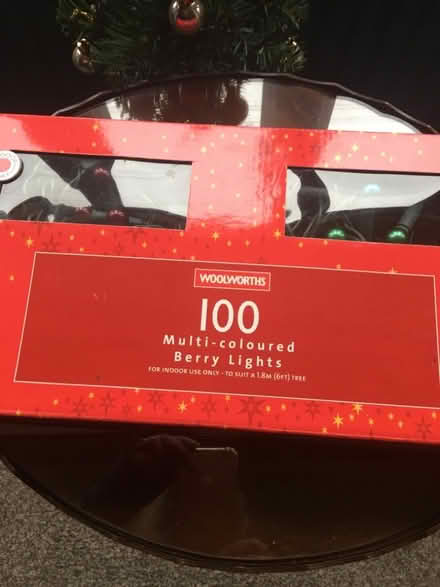 WOOLWORTHS
100
Multi-coloured
Berry Lights
FOR INDOOR USE ONLY - TO SUIT A 1.8M (6FT) TREE